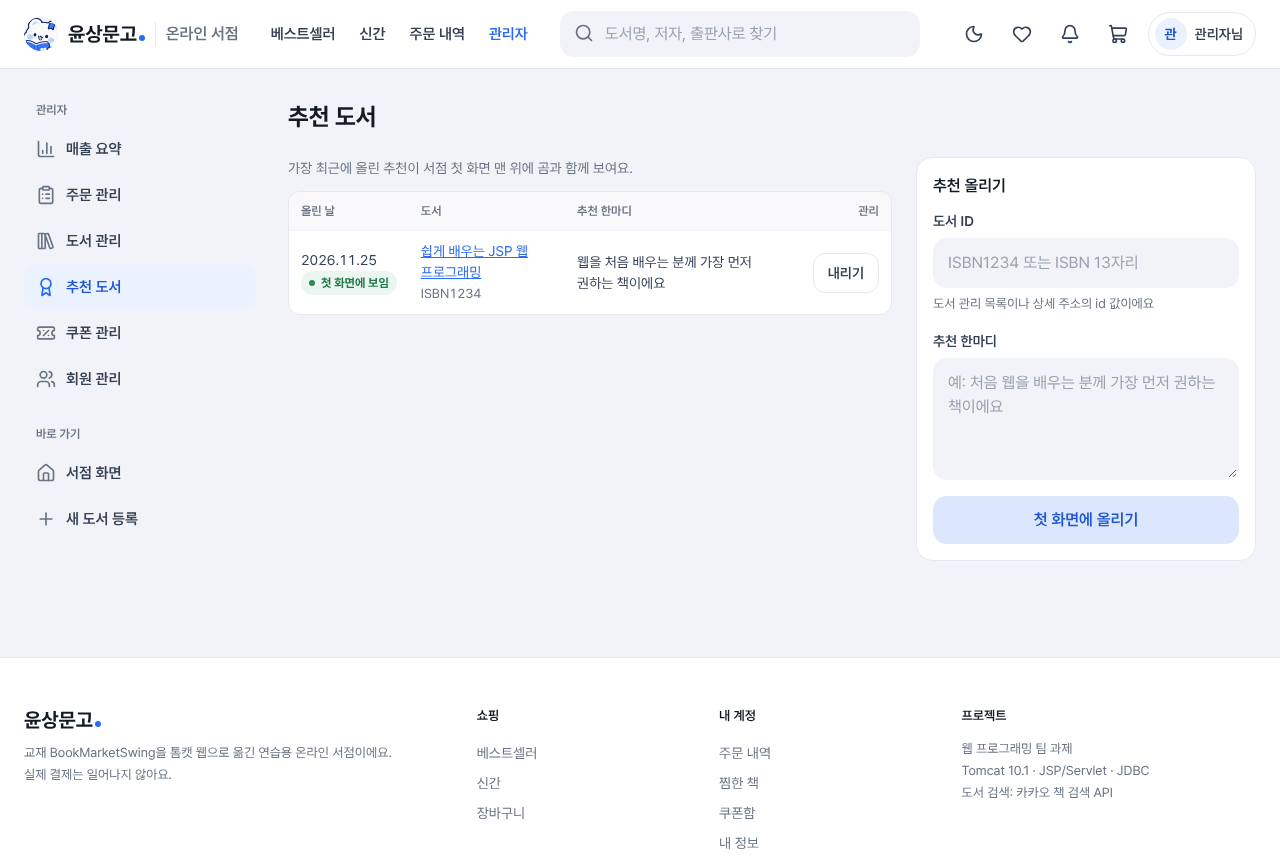 윤상문고
온라인 서점
베스트셀러
신간
주문 내역
관리자
도서명, 저자, 출판사로 찾기
관
관리자님
관리자
매출 요약
주문 관리
도서 관리
추천 도서
쿠폰 관리
회원 관리
바로 가기
서점 화면
새 도서 등록
추천 도서
가장 최근에 올린 추천이 서점 첫 화면 맨 위에 곰과 함께 보여요.
올린 날
도서
추천 한마디
관리
2026.11.25
첫 화면에 보임
쉽게 배우는 JSP 웹
프로그래밍
ISBN1234
웹을 처음 배우는 분께 가장 먼저
권하는 책이에요
내리기
추천 올리기
도서 ID
ISBN1234 또는 ISBN 13자리
도서 관리 목록이나 상세 주소의 id 값이에요
추천 한마디
예: 처음 웹을 배우는 분께 가장 먼저 권하는
책이에요
첫 화면에 올리기
윤상문고
교재 BookMarketSwing을 톰캣 웹으로 옮긴 연습용 온라인 서점이에요.
실제 결제는 일어나지 않아요.
쇼핑
베스트셀러
신간
장바구니
내 계정
주문 내역
찜한 책
쿠폰함
내 정보
프로젝트
웹 프로그래밍 팀 과제
Tomcat 10.1 · JSP/Servlet · JDBC
도서 검색: 카카오 책 검색 API